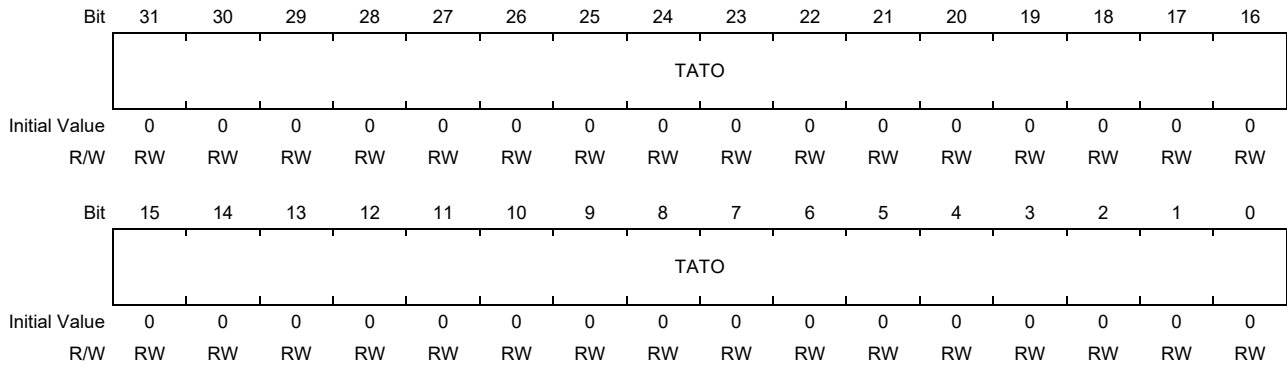 Bit 31 30 29 28 27 26 25 24 23 22 21 20 19 18 17 16
TATO
Initial Value 0 0 0 0 0 0 0 0 0 0 0 0 0 0 0 0
R/W RW RW RW RW RW RW RW RW RW RW RW RW RW RW RW RW
Bit 15 14 13 12 11 10 9 8 7 6 5 4 3 2 1 0
TATO
Initial Value 0 0 0 0 0 0 0 0 0 0 0 0 0 0 0 0
R/W RW RW RW RW RW RW RW RW RW RW RW RW RW RW RW RW